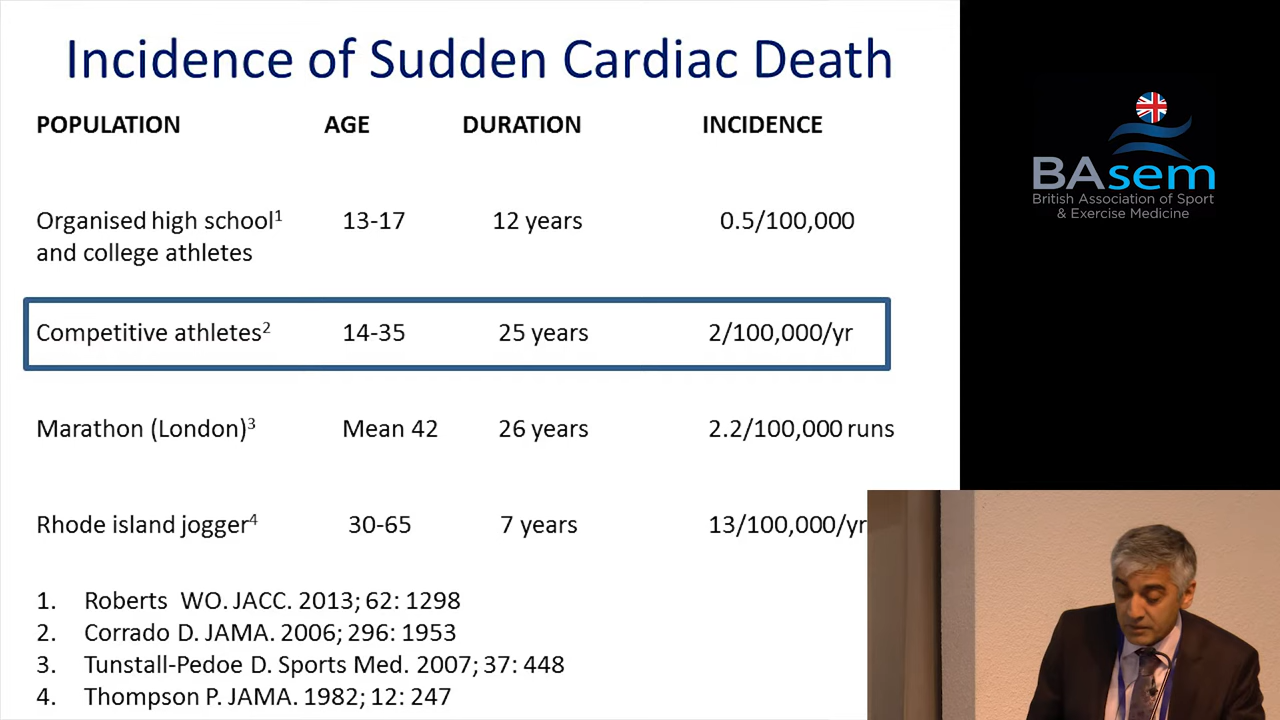 Incidence of Sudden Cardiac Death
POPULATION AGE DURATION INCIDENCE
Organised high school1 13-17 12 years 0.5/100,000
and college athletes
Competitive athletes2 14-35 25 years 2/100,000/yr
Marathon (London)3 Mean 42 26 years 2.2/100,000 runs
Rhode island jogger4 30-65 7 years 13/100,000/yr
1. Roberts WO. JACC. 2013; 62: 1298
2. Corrado D. JAMA. 2006; 296: 1953
3. Tunstall-Pedoe D. Sports Med. 2007; 37: 448
4. Thompson P. JAMA. 1982; 12: 247
BAsem
British Association of Sport
& Exercise Medicine